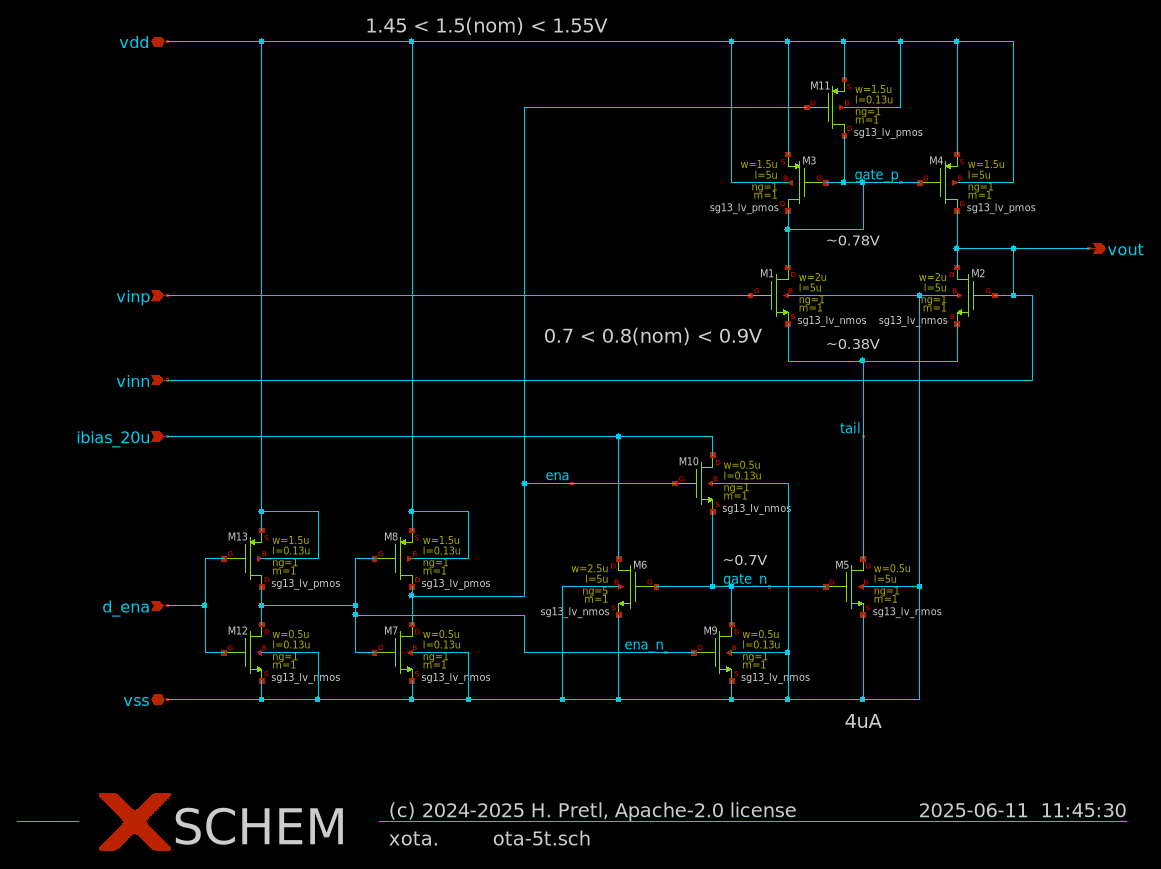 1.45 < 1.5(nom) < 1.55V
vdd
M11
S
w=1.5u
l=0.13u
G
B
ng=1
m=1
D
sg13_lv_pmos
w=1.5u
l=5u
ng=1
m=1
S
M3
B
G
D
sg13_lv_pmos
gate_p
M4
S
w=1.5u
l=5u
G
B
ng=1
m=1
D
sg13_lv_pmos
~0.78V
vout
M1
D
w=2u
l=5u
G
B
ng=1
m=1
S
sg13_lv_nmos
w=2u
l=5u
ng=1
m=1
D
M2
B
G
S
sg13_lv_nmos
vinp
0.7 < 0.8(nom) < 0.9V
~0.38V
vinn
tail
ibias_20u
M10
D
w=0.5u
l=0.13u
G
B
ng=1
m=1
S
sg13_lv_nmos
ena
M13
S
w=1.5u
l=0.13u
G
B
ng=1
m=1
D
sg13_lv_pmos
M8
S
w=1.5u
l=0.13u
G
B
ng=1
m=1
D
sg13_lv_pmos
~0.7V
gate_n
w=2.5u
l=5u
ng=5
m=1
D
M6
B
G
S
sg13_lv_nmos
M5
D
w=0.5u
l=5u
G
B
ng=1
m=1
S
sg13_lv_nmos
d_ena
M12
D
w=0.5u
l=0.13u
G
B
ng=1
m=1
S
sg13_lv_nmos
M7
D
w=0.5u
l=0.13u
G
B
ng=1
m=1
S
sg13_lv_nmos
ena_n
M9
D
w=0.5u
l=0.13u
G
B
ng=1
m=1
S
sg13_lv_nmos
vss
4uA
XSCHEM
(c) 2024-2025 H. Pretl, Apache-2.0 license
2025-06-11 11:45:30
xota. ota-5t.sch